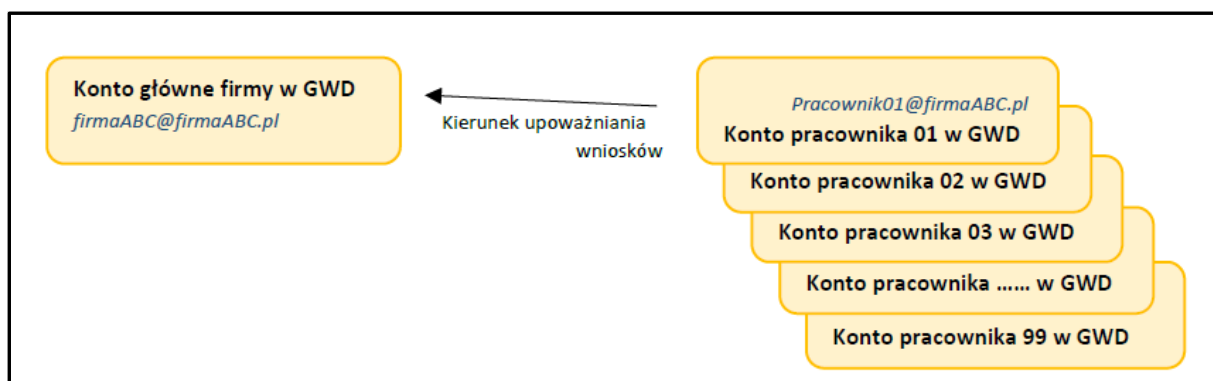 Konto główne firmy w GWD
firmaABC@firmaABC.pl
Kierunek upoważniania
wniosków
Pracownik01@firmaABC.pl
Konto pracownika 01 w GWD
Konto pracownika 02 w GWD
Konto pracownika 03 w GWD
Konto pracownika ...... w GWD
Konto pracownika 99 w GWD